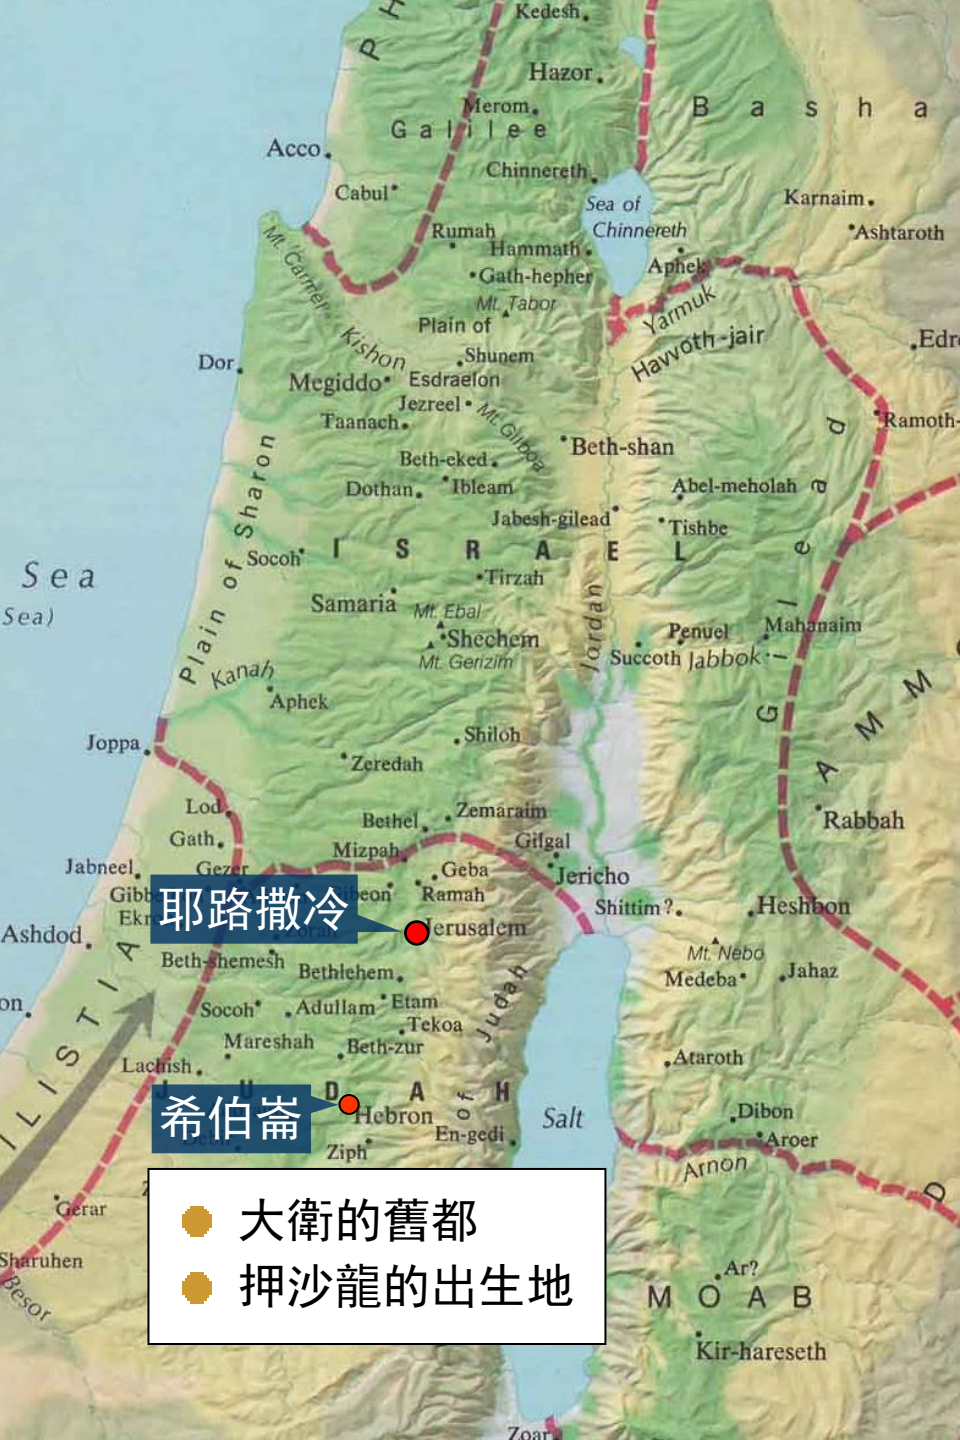 Kedesh
Hazor
Merom
Galilee
B a s h a
Acco
Chinnereth
Cabul
Sea of
Chinnereth
Karnaim
Ashtaroth
Rumah
Hammath
Gath-hepher
Aphek
Mt. Carmel
Mt. Tabor
Yarmuk
Plain of
Esdraelon
Kishon
Havvoth-jair
Shunem
Dor
Megiddo
Jezreel
Taanach
Mt. Gilboa
Ramoth-
Beth-shan
Beth-eked
Dothan
Ibleam
Abel-meholah
Jabesh-gilead
Tishbe
Plain of Sharon
Socoh
I S R A E L
Gilead
Sea
Sea)
Tirzah
Samaria
Mt. Ebal
Shechem
Mt. Gerizim
Jordan
Penuel
Mahanaim
Succoth
Jabbok
Kanah
Aphek
A M M
Joppa
Shiloh
Zeredah
Lod
Bethel
Zemaraim
Rabbah
Gath
Mizpah
Gilgal
Jabneel
Gezer
Geba
Jericho
Ramah
Shittim?
Heshbon
耶路撒冷
Jerusalem
Ashdod
Mt. Nebo
Beth-shemesh
Bethlehem
Medeba
Jahaz
Socoh
Adullam
Etam
Tekoa
Mareshah
Beth-zur
Lachish
Ataroth
J U D A H
of Judah
希伯崙
Hebron
Salt
Dibon
En-gedi
Aroer
Ziph
Arnon
Gerar
大衛的舊都
Sharuhen
押沙龍的出生地
Besor
Ar?
M O A B
Kir-hareseth
Zoar